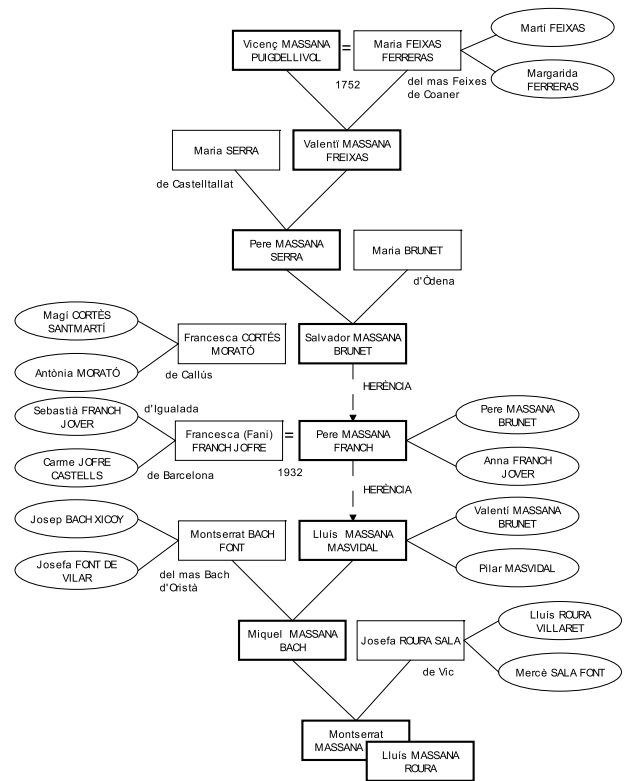 Martí FEIXAS
Vicenç MASSANA
PUIGDELLIVOL
=
Maria FEIXAS
FERRERAS
Margarida
FERRERAS
1752
del mas Feixes
de Coaner
Maria SERRA
Valentï MASSANA
FREIXAS
de Castelltallat
Pere MASSANA
SERRA
Maria BRUNET
d'Òdena
Magí CORTÈS
SANTMARTÍ
Francesca CORTÉS
MORATÓ
Salvador MASSANA
BRUNET
Antònia MORATÓ
de Callús
HERÈNCIA
Sebastià FRANCH
JOVER
d'Igualada
Francesca (Fani)
FRANCH JOFRE
=
Pere MASSANA
FRANCH
Pere MASSANA
BRUNET
Carme JOFRE
CASTELLS
de Barcelona
1932
Anna FRANCH
JOVER
HERÈNCIA
Josep BACH XICOY
Montserrat BACH
FONT
Lluís MASSANA
MASVIDAL
Valentí MASSANA
BRUNET
Josefa FONT DE
VILAR
Pilar MASVIDAL
del mas Bach
d'Oristà
Miquel MASSANA
BACH
Josefa ROURA SALA
Lluís ROURA
VILLARET
de Vic
Mercè SALA FONT
Montserrat
MASSANA
Lluís MASSANA
ROURA